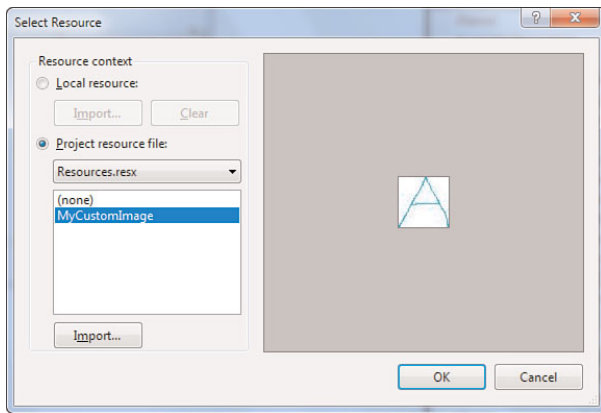 Select Resource
Resource context
Local resource:
Import...
Clear
Project resource file:
Resources.resx
(none)
MyCustomImage
A
Import...
OK
Cancel